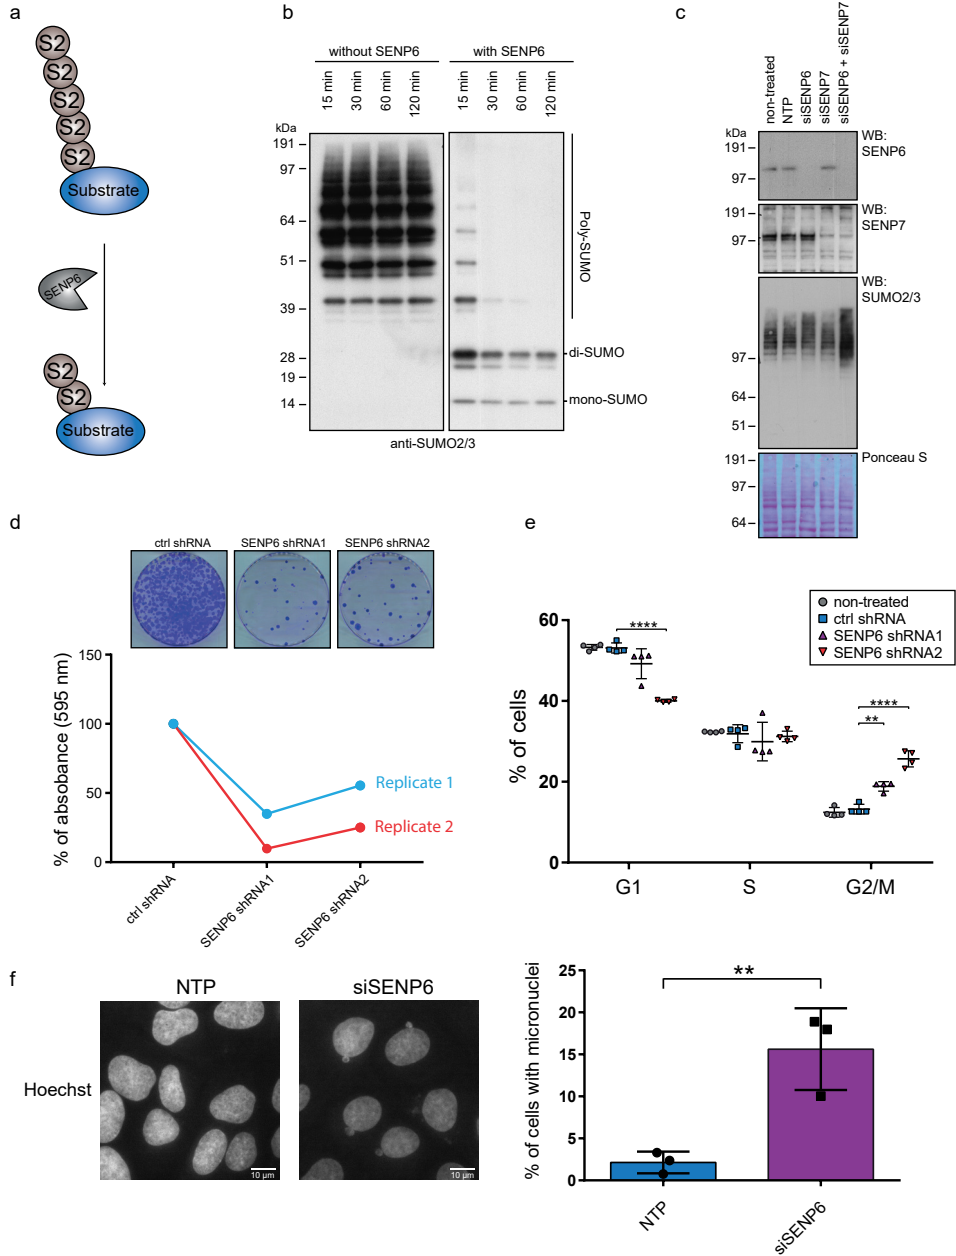 a
S2
S2
S2
S2
S2
Substrate
SENP6
S2
S2
Substrate
b
without SENP6
with SENP6
15 min
30 min
60 min
120 min
15 min
30 min
60 min
120 min
kDa
191
97
64
51
39
28
19
14
Poly-SUMO
di-SUMO
mono-SUMO
anti-SUMO2/3
c
non-treated
NTP
siSENP6
siSENP7
siSENP6 + siSENP7
kDa
191
97
WB:
SENP6
191
97
WB:
SENP7
WB:
SUMO2/3
97
64
51
191
97
64
Ponceau S
d
ctrl shRNA
SENP6 shRNA1
SENP6 shRNA2
% of absobance (595 nm)
150
100
50
0
Replicate 1
Replicate 2
ctrl shRNA
SENP6 shRNA1
SENP6 shRNA2
e
non-treated
ctrl shRNA
SENP6 shRNA1
SENP6 shRNA2
% of cells
60
40
20
0
****
****
**
G1
S
G2/M
f
NTP
siSENP6
Hoechst
10 µm
10 µm
% of cells with micronuclei
25
20
15
10
5
0
**
NTP
siSENP6